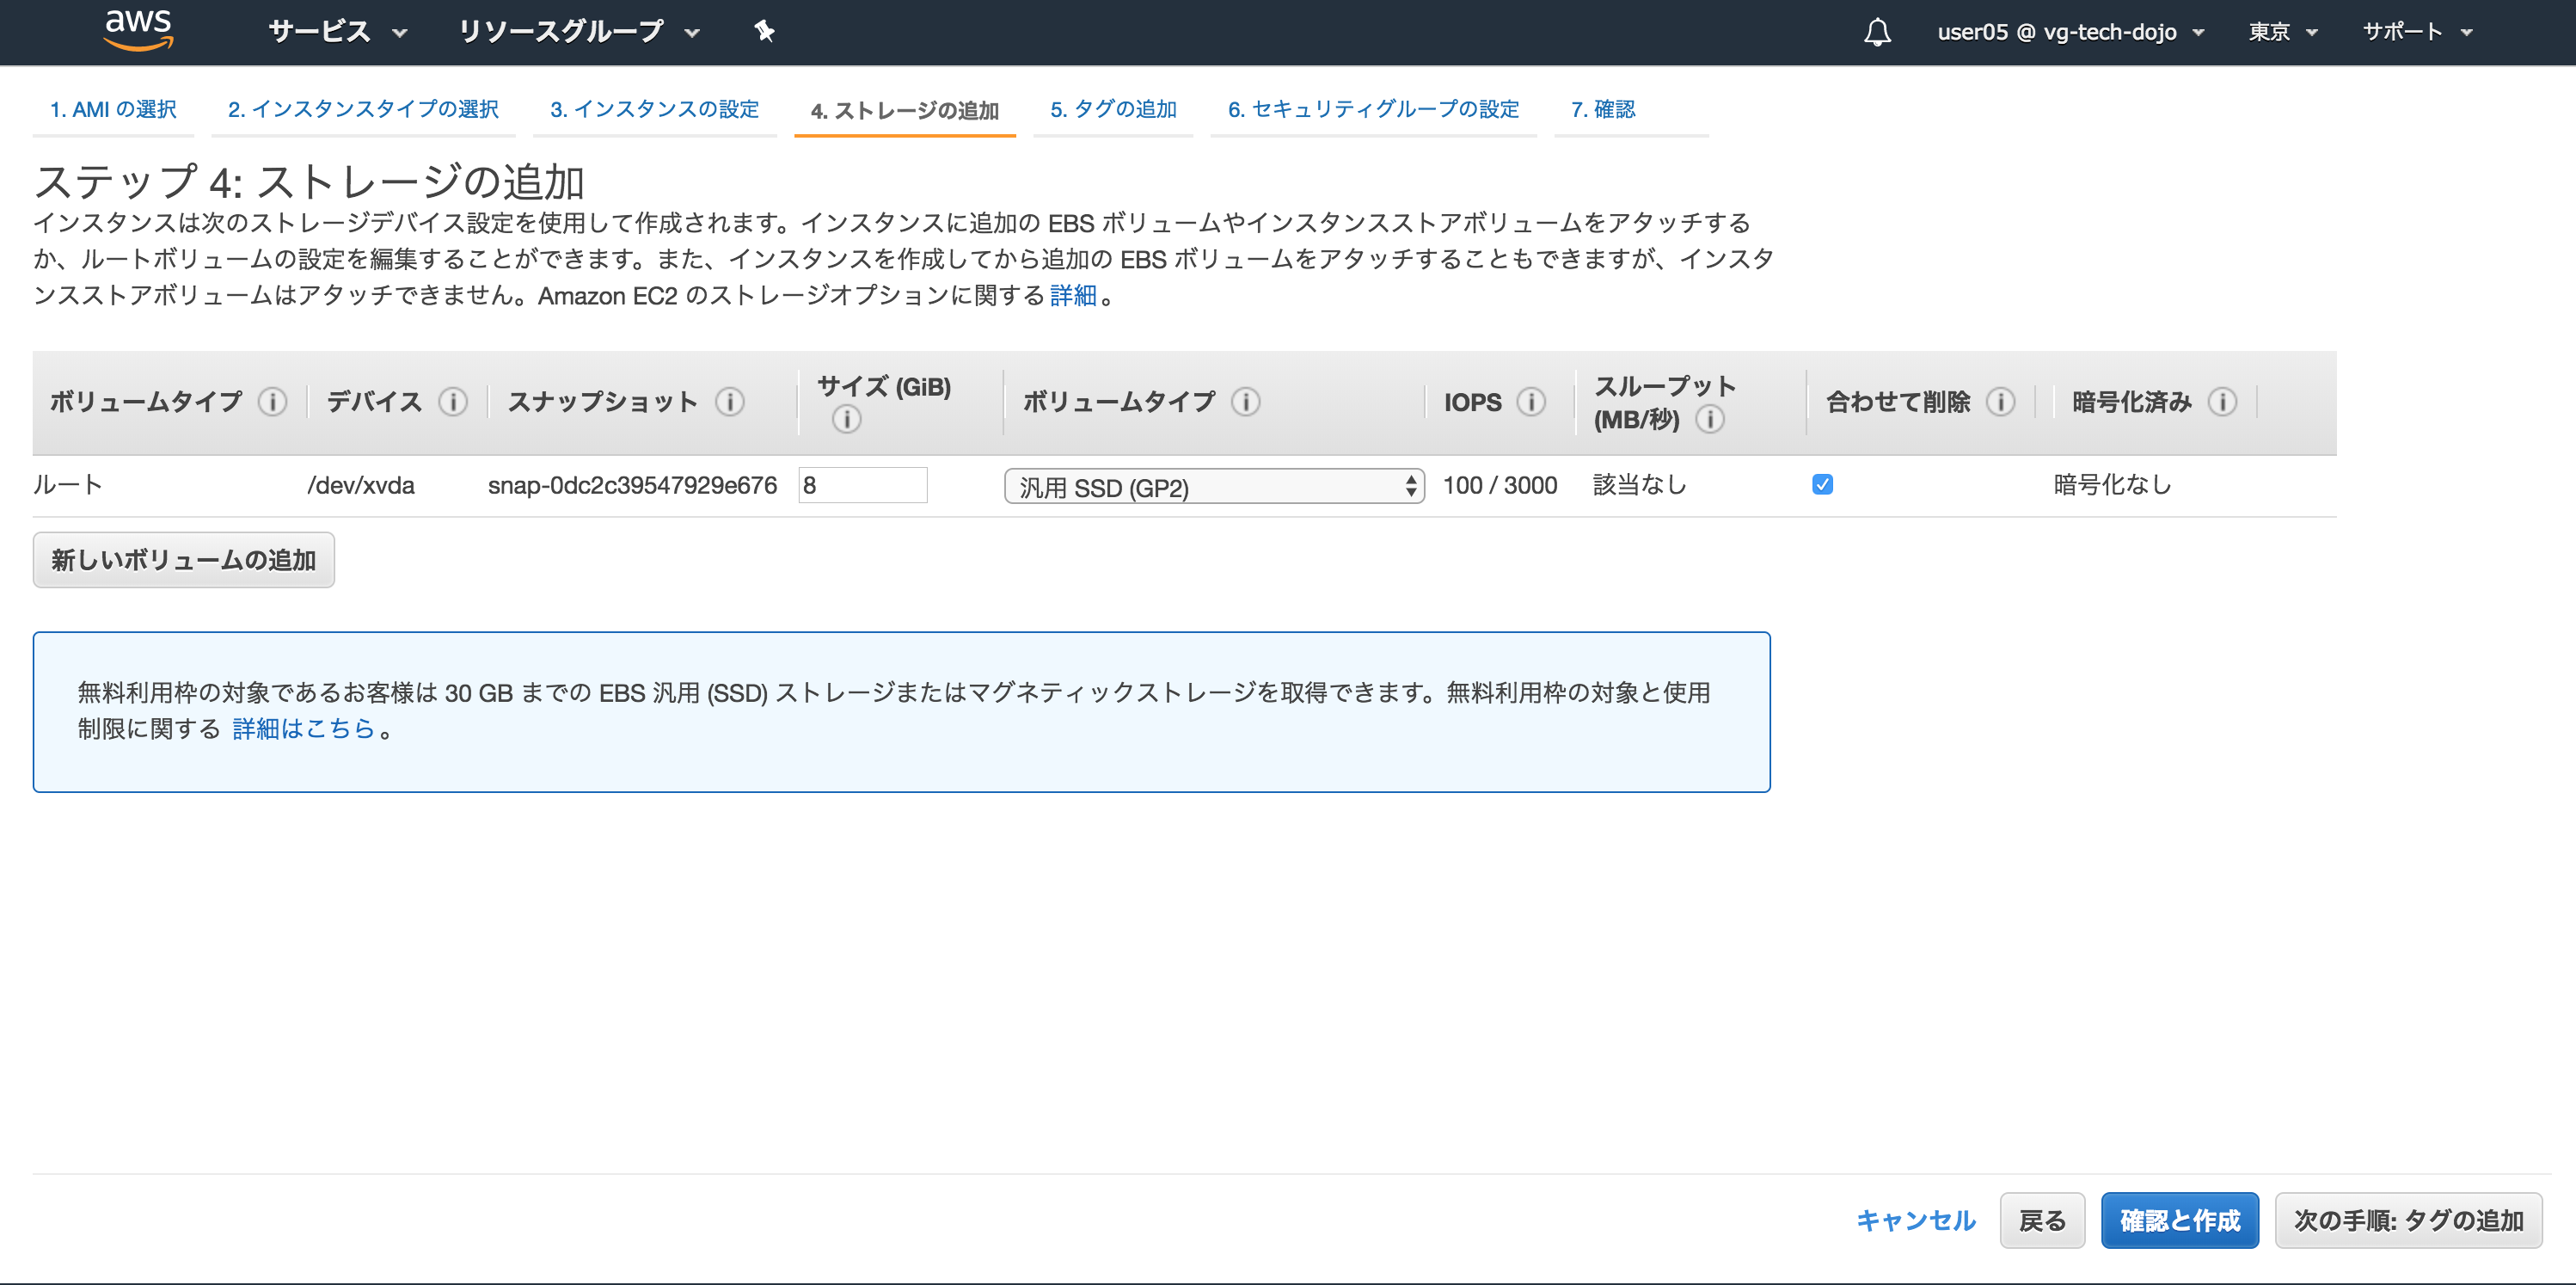 aws サービス リソースグループ user05 @ vg-tech-dojo 東京 サポート
1. AMI の選択 2. インスタンスタイプの選択 3. インスタンスの設定 4. ストレージの追加 5. タグの追加 6. セキュリティグループの設定 7. 確認
ステップ 4: ストレージの追加
インスタンスは次のストレージデバイス設定を使用して作成されます。インスタンスに追加の EBS ボリュームやインスタンスストアボリュームをアタッチする
か、ルートボリュームの設定を編集することができます。また、インスタンスを作成してから追加の EBS ボリュームをアタッチすることもできますが、インスタ
ンスストアボリュームはアタッチできません。Amazon EC2 のストレージオプションに関する 詳細 。
ボリュームタイプ デバイス スナップショット サイズ (GiB) ボリュームタイプ IOPS スループット (MB/秒) 合わせて削除 暗号化済み
ルート /dev/xvda snap-0dc2c39547929e676 8 汎用 SSD (GP2) 100 / 3000 該当なし 暗号化なし
新しいボリュームの追加
無料利用枠の対象であるお客様は 30 GB までの EBS 汎用 (SSD) ストレージまたはマグネティックストレージを取得できます。無料利用枠の対象と使用
制限に関する 詳細はこちら 。
キャンセル 戻る 確認と作成 次の手順: タグの追加